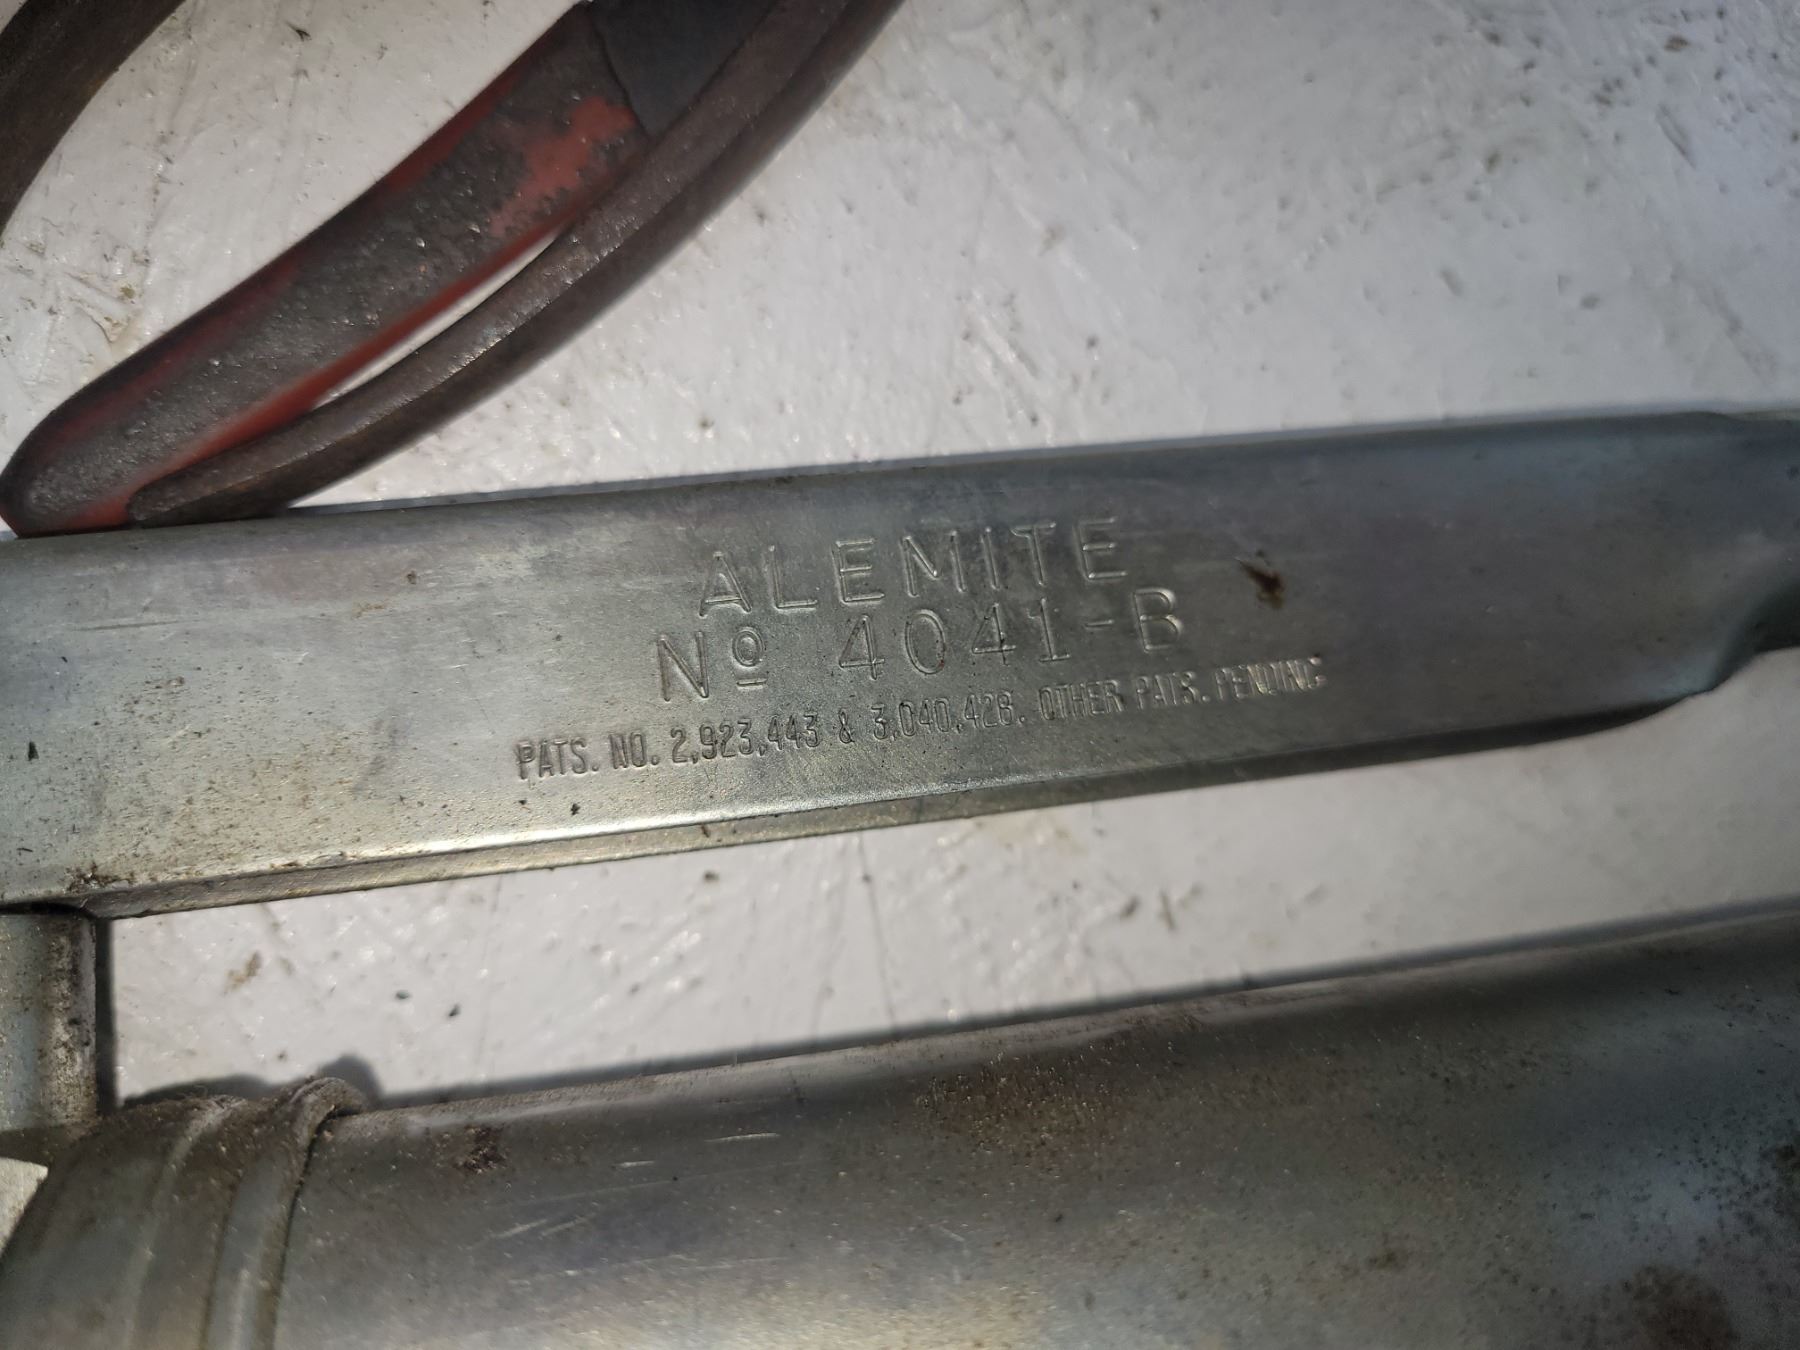 ALEMITE
Nº 4041-B
PATS. NO. 2,923,443 & 3,040,428. OTHER PATS. PENDING